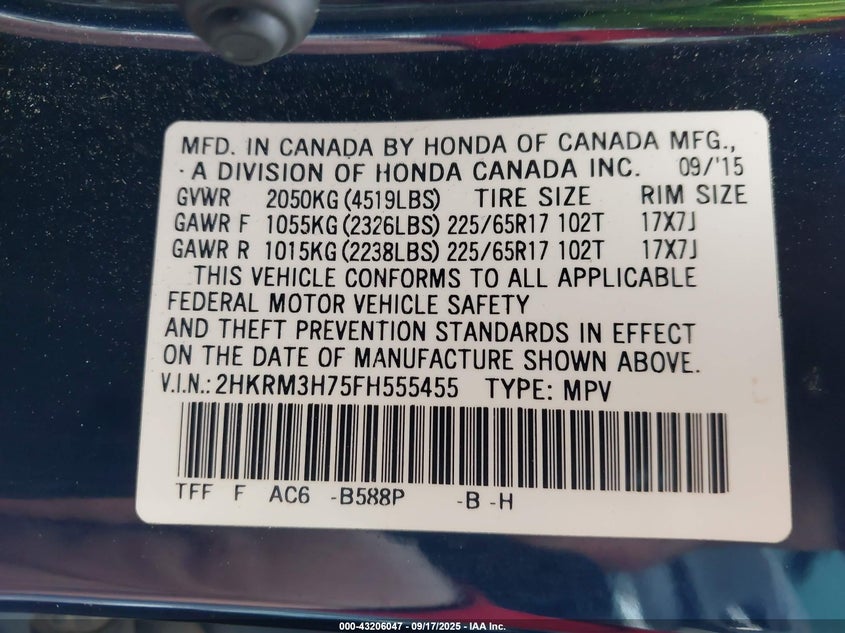 MFD. IN CANADA BY HONDA OF CANADA MFG.,
A DIVISION OF HONDA CANADA INC. 09/'15
GVWR 2050KG (4519LBS) TIRE SIZE RIM SIZE
GAWR F 1055KG (2326LBS) 225/65R17 102T 17X7J
GAWR R 1015KG (2238LBS) 225/65R17 102T 17X7J
THIS VEHICLE CONFORMS TO ALL APPLICABLE
FEDERAL MOTOR VEHICLE SAFETY
AND THEFT PREVENTION STANDARDS IN EFFECT
ON THE DATE OF MANUFACTURE SHOWN ABOVE.
V.I.N.: 2HKRM3H75FH555455 TYPE: MPV
TFF F AC6 -B588P -B -H
000-43206047 — 09/17/2025 — IAA Inc.